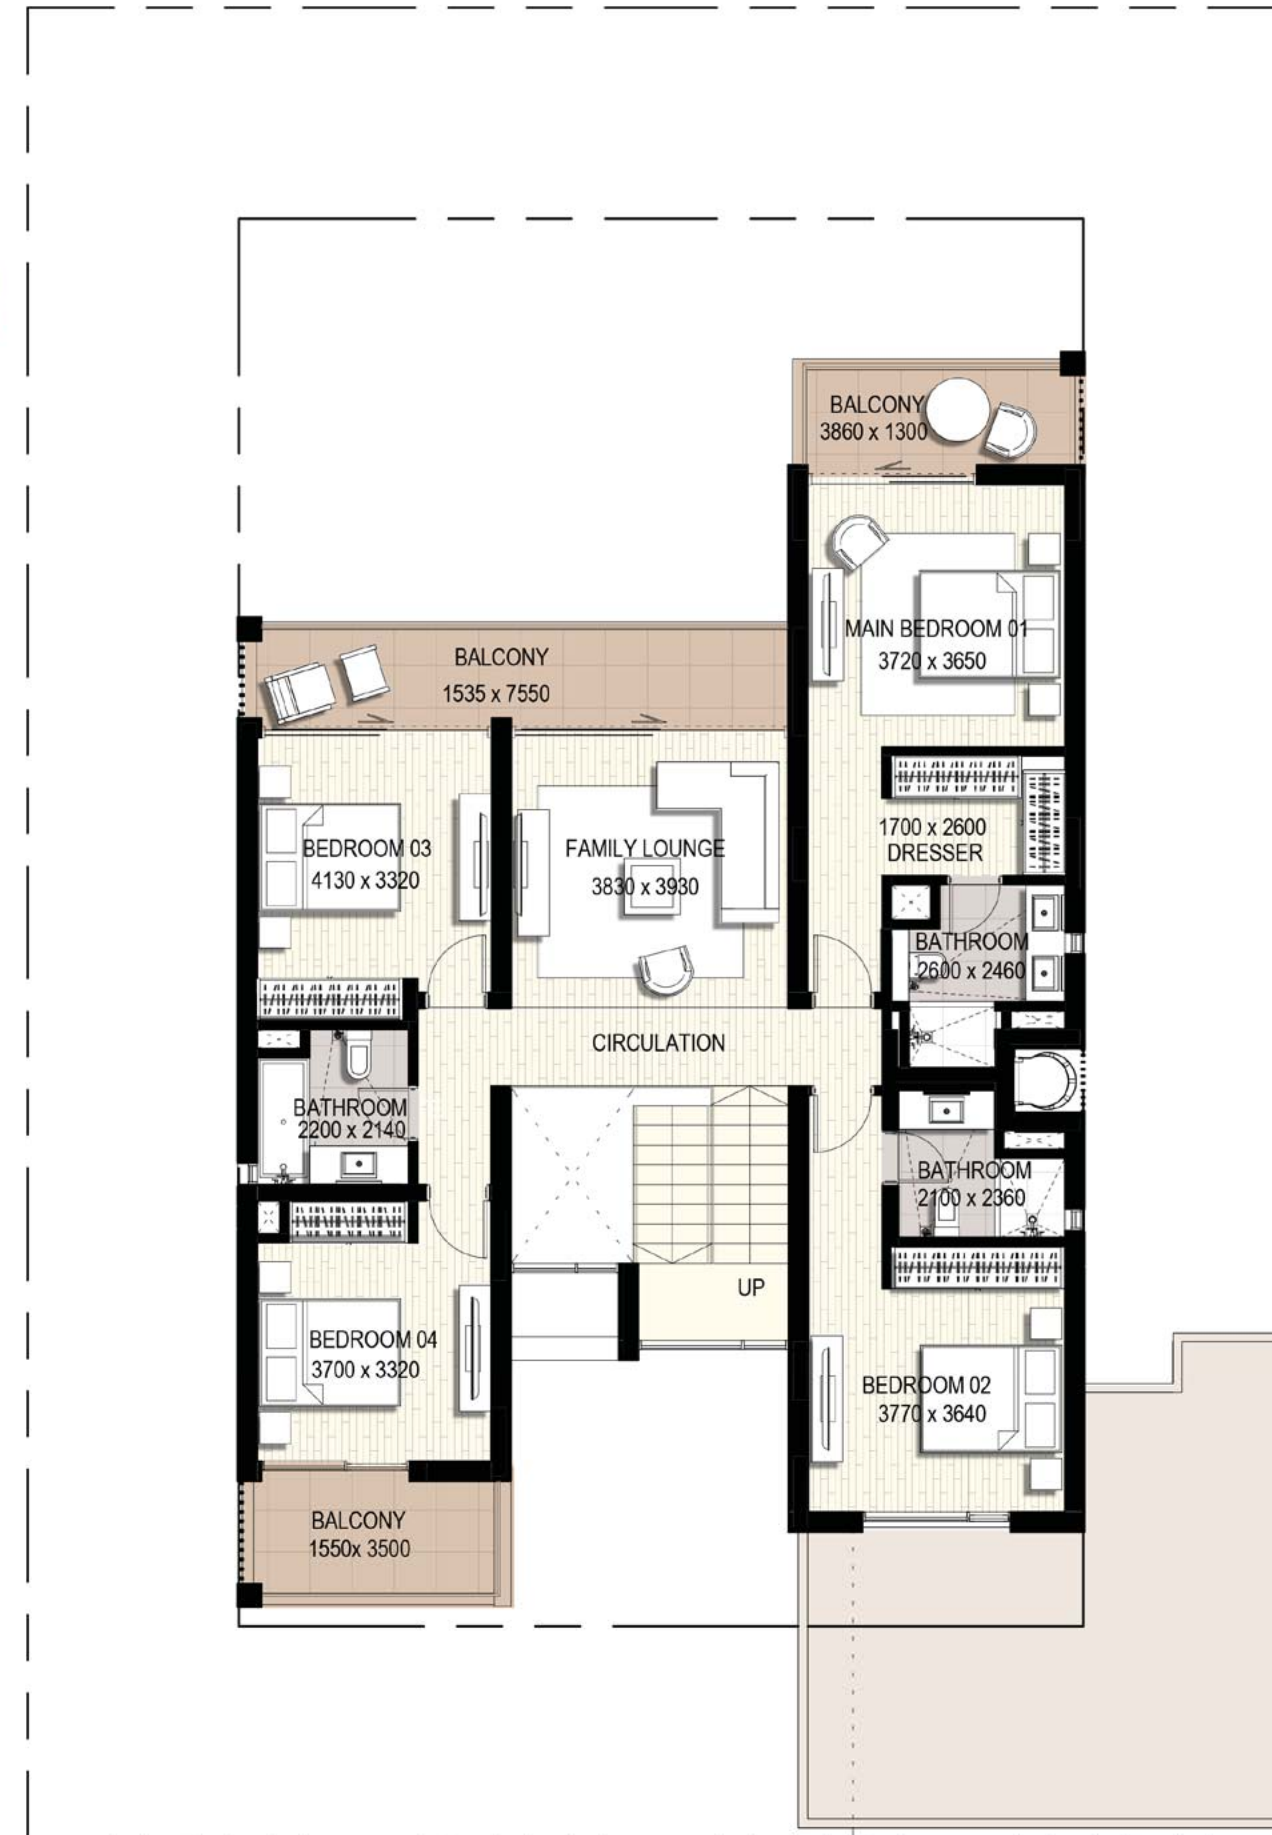 BALCONY
3860 x 1300
MAIN BEDROOM 01
3720 x 3650
BALCONY
1535 x 7550
1700 x 2600
DRESSER
BEDROOM 03
4130 x 3320
FAMILY LOUNGE
3830 x 3930
BATHROOM
2600 x 2460
CIRCULATION
BATHROOM
2200 x 2140
BATHROOM
2100 x 2360
UP
BEDROOM 04
3700 x 3320
BEDROOM 02
3770 x 3640
BALCONY
1550x 3500